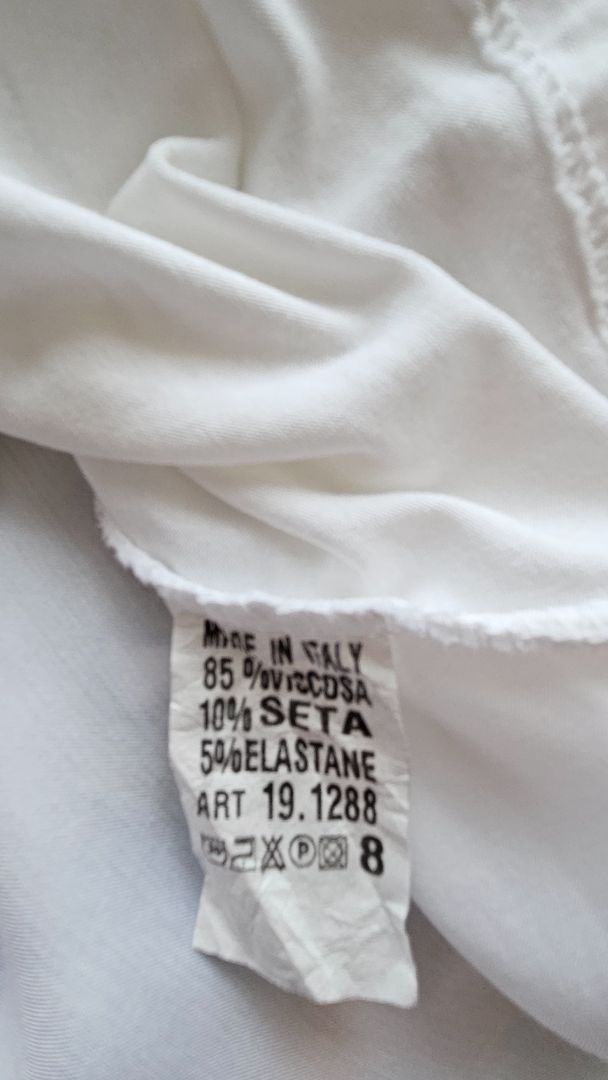 MADE IN ITALY
85 %VISCOSA
10% SETA
5%ELASTANE
ART 19.1288
P 8